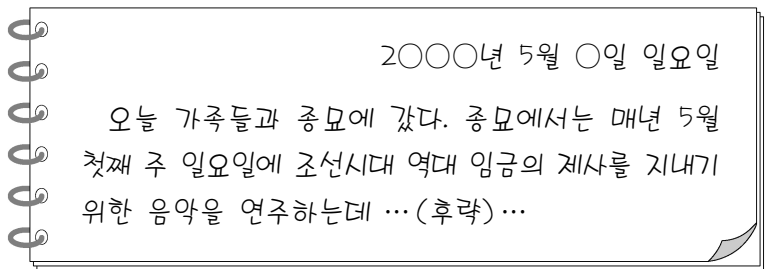 2○○○년 5월 ○일 일요일
오늘 가족들과 종묘에 갔다. 종묘에서는 매년 5월
첫째 주 일요일에 조선시대 역대 임금의 제사를 지내기
위한 음악을 연주하는데 …(후략)…